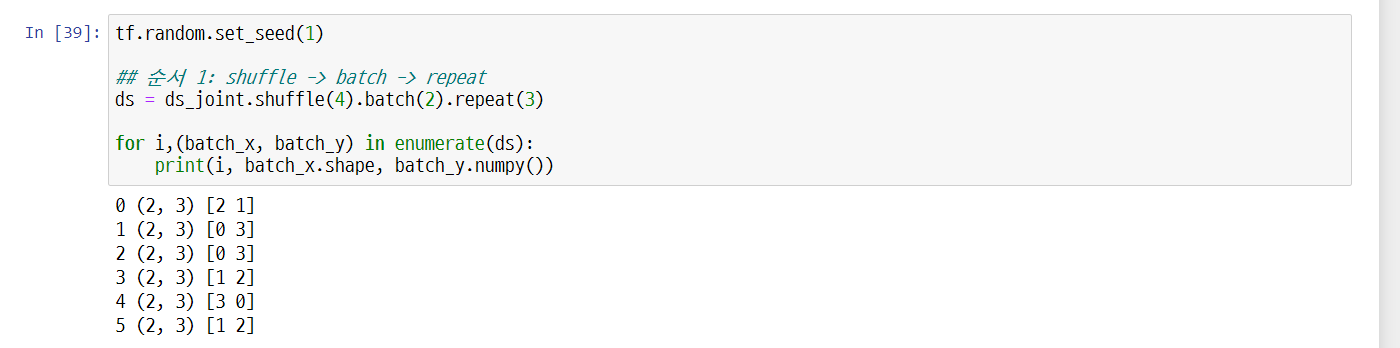 In [39]: tf.random.set_seed(1)
## 순서 1: shuffle -> batch -> repeat
ds = ds_joint.shuffle(4).batch(2).repeat(3)
for i,(batch_x, batch_y) in enumerate(ds):
    print(i, batch_x.shape, batch_y.numpy())
0 (2, 3) [2 1]
1 (2, 3) [0 3]
2 (2, 3) [0 3]
3 (2, 3) [1 2]
4 (2, 3) [3 0]
5 (2, 3) [1 2]